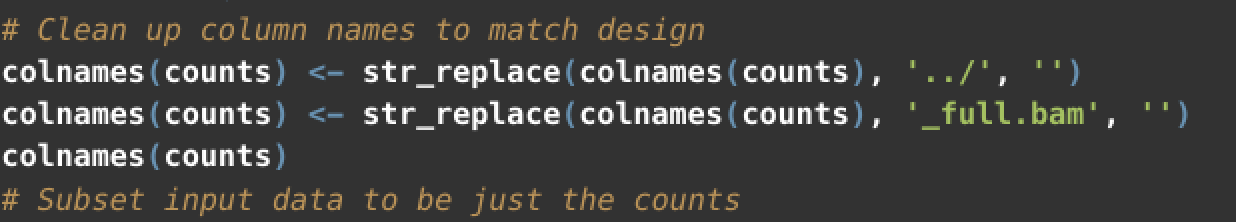 # Clean up column names to match design
colnames(counts) <- str_replace(colnames(counts), '../', '')
colnames(counts) <- str_replace(colnames(counts), '_full.bam', '')
colnames(counts)
# Subset input data to be just the counts